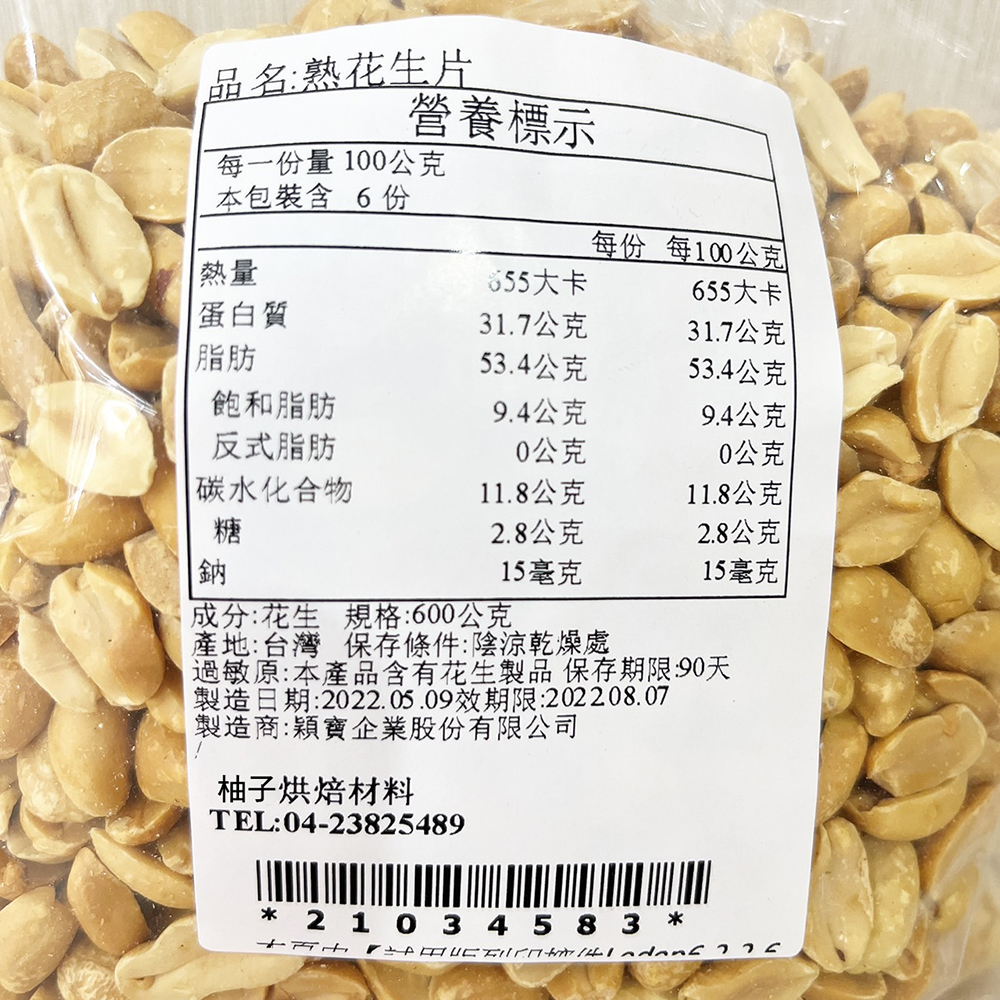 品名:熟花生片
營養標示
每一份量 100公克
本包裝含 6 份
每份 每100公克
熱量 655大卡 655大卡
蛋白質 31.7公克 31.7公克
脂肪 53.4公克 53.4公克
飽和脂肪 9.4公克 9.4公克
反式脂肪 0公克 0公克
碳水化合物 11.8公克 11.8公克
糖 2.8公克 2.8公克
鈉 15毫克 15毫克
成分:花生 規格:600公克
產地:台灣 保存條件:陰涼乾燥處
過敏原:本產品含有花生製品 保存期限:90天
製造日期:2022.05.09效期限:202208.07
製造商:穎寶企業股份有限公司
柚子烘焙材料
TEL:04-23825489
*21034583*